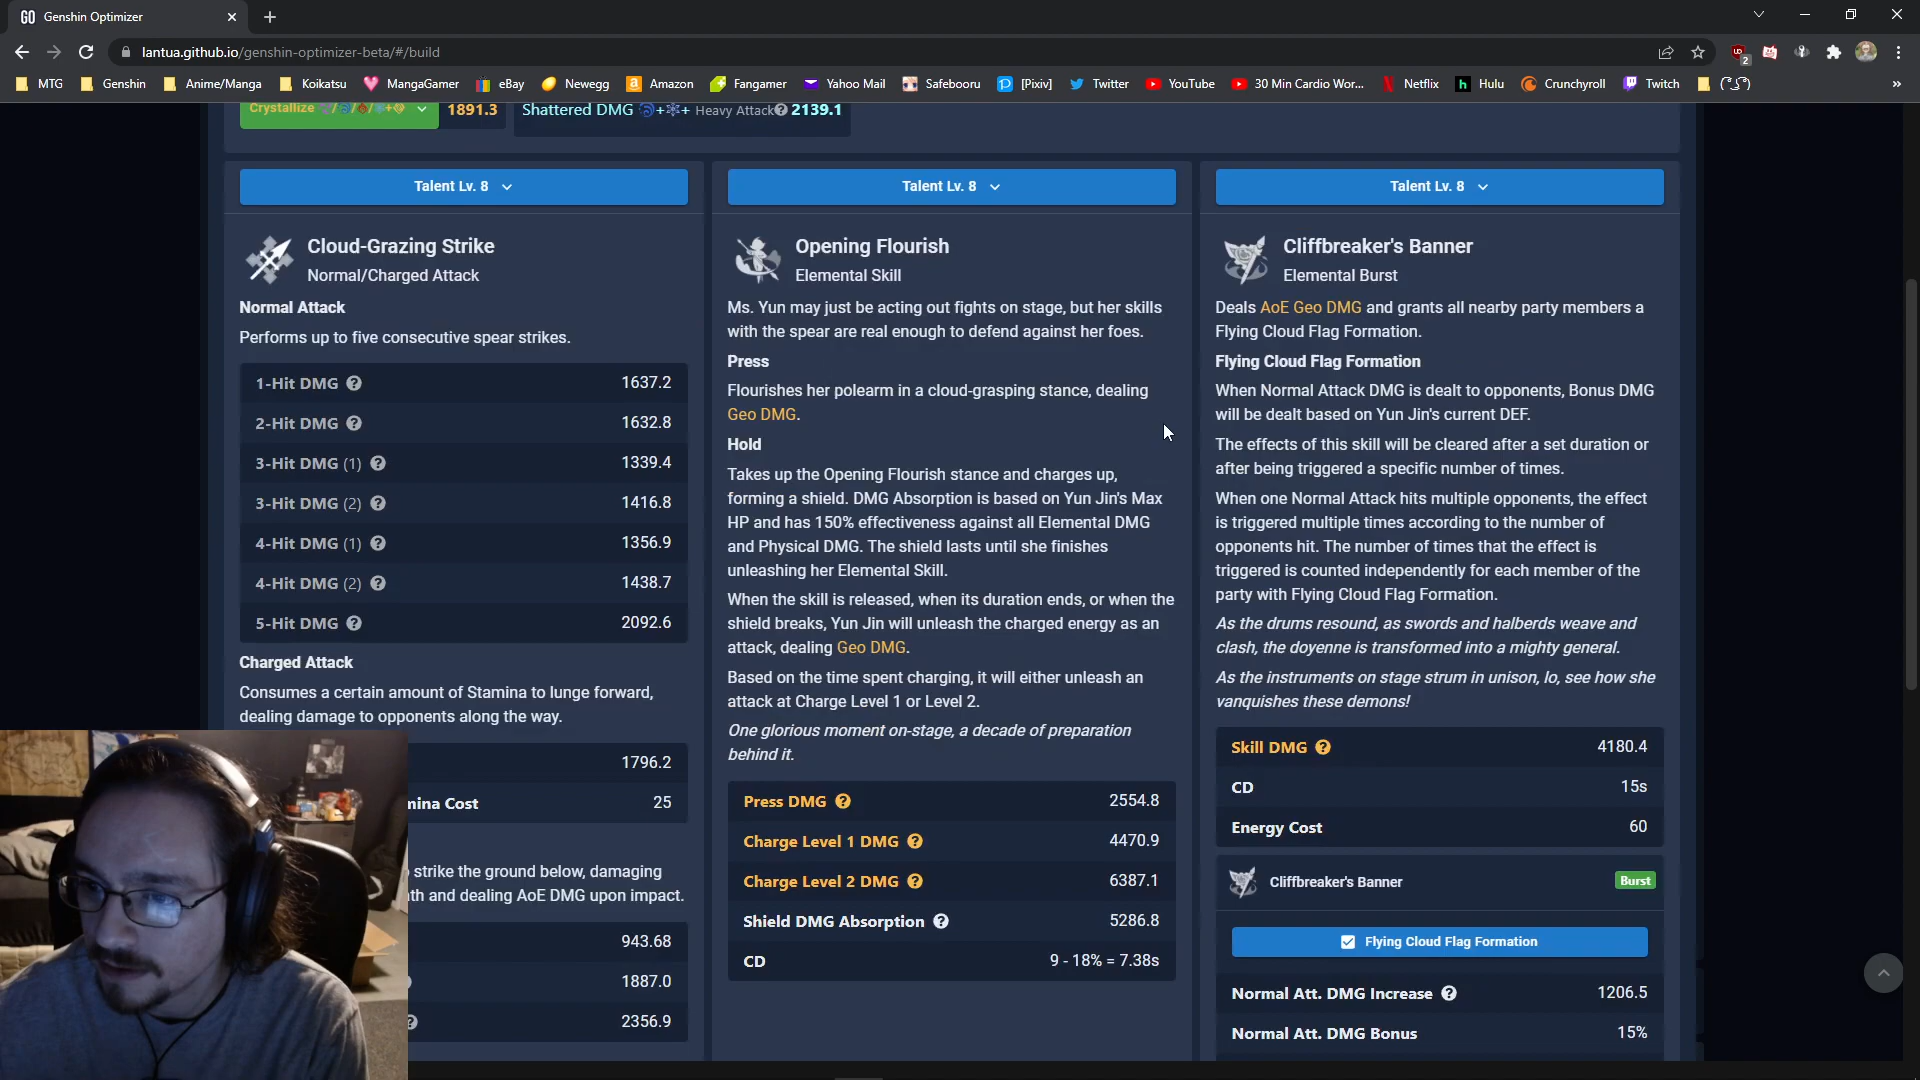 GO Genshin Optimizer
lantua.github.io/genshin-optimizer-beta/#/build
2
MTG Genshin Anime/Manga Koikatsu MangaGamer eBay Newegg Amazon Fangamer Yahoo Mail Safebooru [Pixiv] Twitter YouTube 30 Min Cardio Wor... Netflix Hulu Crunchyroll Twitch
Crystallize 1891.3 Shattered DMG + + Heavy Attack 2139.1
Talent Lv. 8
Cloud-Grazing Strike
Normal/Charged Attack
Normal Attack
Performs up to five consecutive spear strikes.
1-Hit DMG 1637.2
2-Hit DMG 1632.8
3-Hit DMG (1) 1339.4
3-Hit DMG (2) 1416.8
4-Hit DMG (1) 1356.9
4-Hit DMG (2) 1438.7
5-Hit DMG 2092.6
Charged Attack
Consumes a certain amount of Stamina to lunge forward,
dealing damage to opponents along the way.
1796.2
mina Cost 25
strike the ground below, damaging
th and dealing AoE DMG upon impact.
943.68
1887.0
2356.9
Talent Lv. 8
Opening Flourish
Elemental Skill
Ms. Yun may just be acting out fights on stage, but her skills
with the spear are real enough to defend against her foes.
Press
Flourishes her polearm in a cloud-grasping stance, dealing
Geo DMG.
Hold
Takes up the Opening Flourish stance and charges up,
forming a shield. DMG Absorption is based on Yun Jin's Max
HP and has 150% effectiveness against all Elemental DMG
and Physical DMG. The shield lasts until she finishes
unleashing her Elemental Skill.
When the skill is released, when its duration ends, or when the
shield breaks, Yun Jin will unleash the charged energy as an
attack, dealing Geo DMG.
Based on the time spent charging, it will either unleash an
attack at Charge Level 1 or Level 2.
One glorious moment on-stage, a decade of preparation
behind it.
Press DMG 2554.8
Charge Level 1 DMG 4470.9
Charge Level 2 DMG 6387.1
Shield DMG Absorption 5286.8
CD 9 - 18% = 7.38s
Talent Lv. 8
Cliffbreaker's Banner
Elemental Burst
Deals AoE Geo DMG and grants all nearby party members a
Flying Cloud Flag Formation.
Flying Cloud Flag Formation
When Normal Attack DMG is dealt to opponents, Bonus DMG
will be dealt based on Yun Jin's current DEF.
The effects of this skill will be cleared after a set duration or
after being triggered a specific number of times.
When one Normal Attack hits multiple opponents, the effect
is triggered multiple times according to the number of
opponents hit. The number of times that the effect is
triggered is counted independently for each member of the
party with Flying Cloud Flag Formation.
As the drums resound, as swords and halberds weave and
clash, the doyenne is transformed into a mighty general.
As the instruments on stage strum in unison, lo, see how she
vanquishes these demons!
Skill DMG 4180.4
CD 15s
Energy Cost 60
Cliffbreaker's Banner Burst
Flying Cloud Flag Formation
Normal Att. DMG Increase 1206.5
Normal Att. DMG Bonus 15%